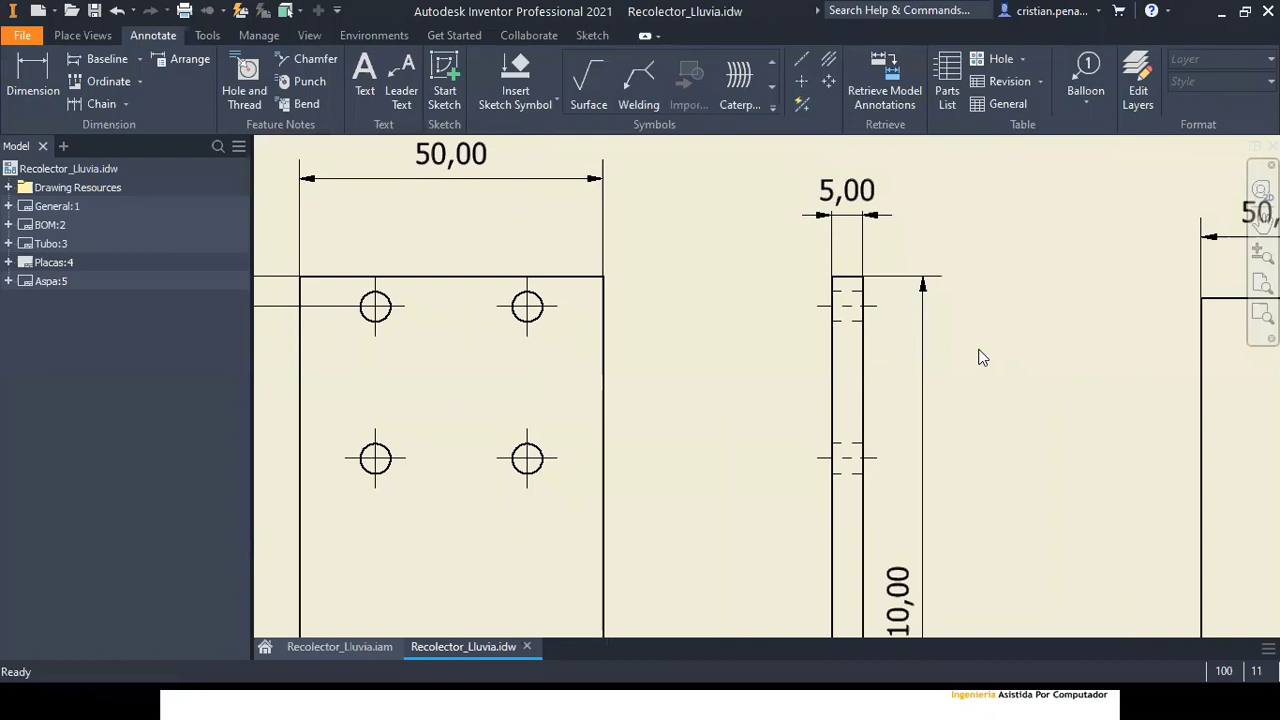 Autodesk Inventor Professional 2021 Recolector_Lluvia.idw
Search Help & Commands...
cristian.pena...
File Place Views Annotate Tools Manage View Environments Get Started Collaborate Sketch
Dimension
Baseline
Ordinate
Chain
Arrange
Dimension
Hole and Thread
Chamfer
Punch
Bend
Feature Notes
Text
Leader Text
Text
Start Sketch
Sketch
Insert Sketch Symbol
Surface
Welding
Impor...
Caterp...
Symbols
Retrieve Model Annotations
Retrieve
Parts List
Hole
Revision
General
Table
1
Balloon
Edit Layers
Layer
Style
Format
Model
Recolector_Lluvia.idw
Drawing Resources
General:1
BOM:2
Tubo:3
Placas:4
Aspa:5
50,00
5,00
50,
10,00
Recolector_Lluvia.iam
Recolector_Lluvia.idw
Ready
100
11
Ingeniería Asistida Por Computador